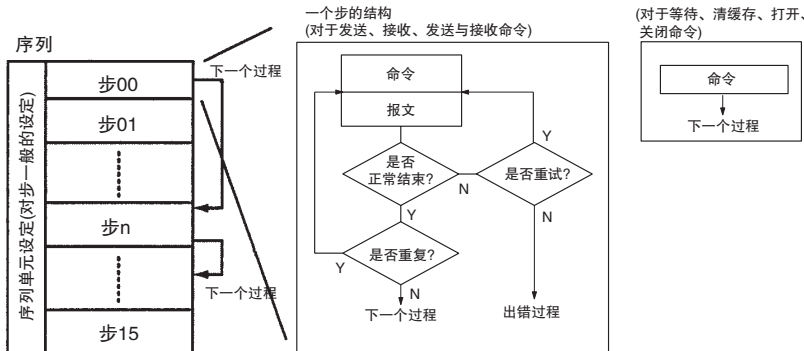 序列
序列单元设定(对步一般的设定)
步00
步01
步n
步15
下一个过程
下一个过程
一个步的结构
(对于发送、接收、发送与接收命令)
命令
报文
是否
正常结束?
N
Y
是否重试?
Y
N
是否重复?
Y
N
下一个过程
出错过程
(对于等待、清缓存、打开、
关闭命令)
命令
下一个过程